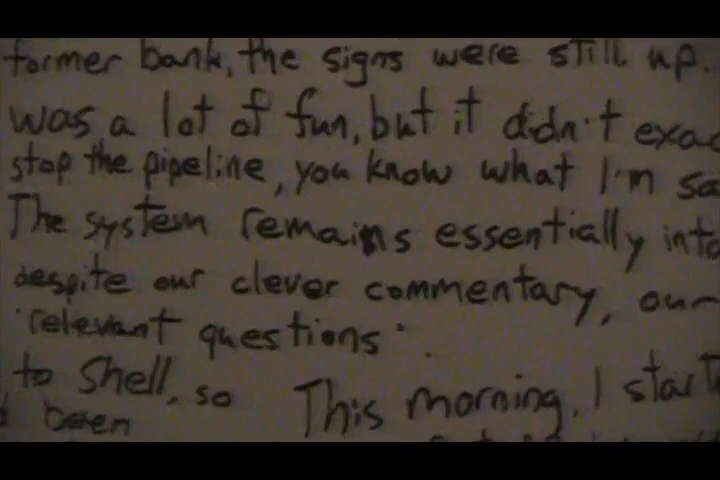 former bank, the signs were still up.
was a lot of fun, but it didn't
stop the pipeline, you know what I'm
The system remains essentially
despite our clever commentary, our
'relevant questions'.
to Shell, so
been
This morning, I